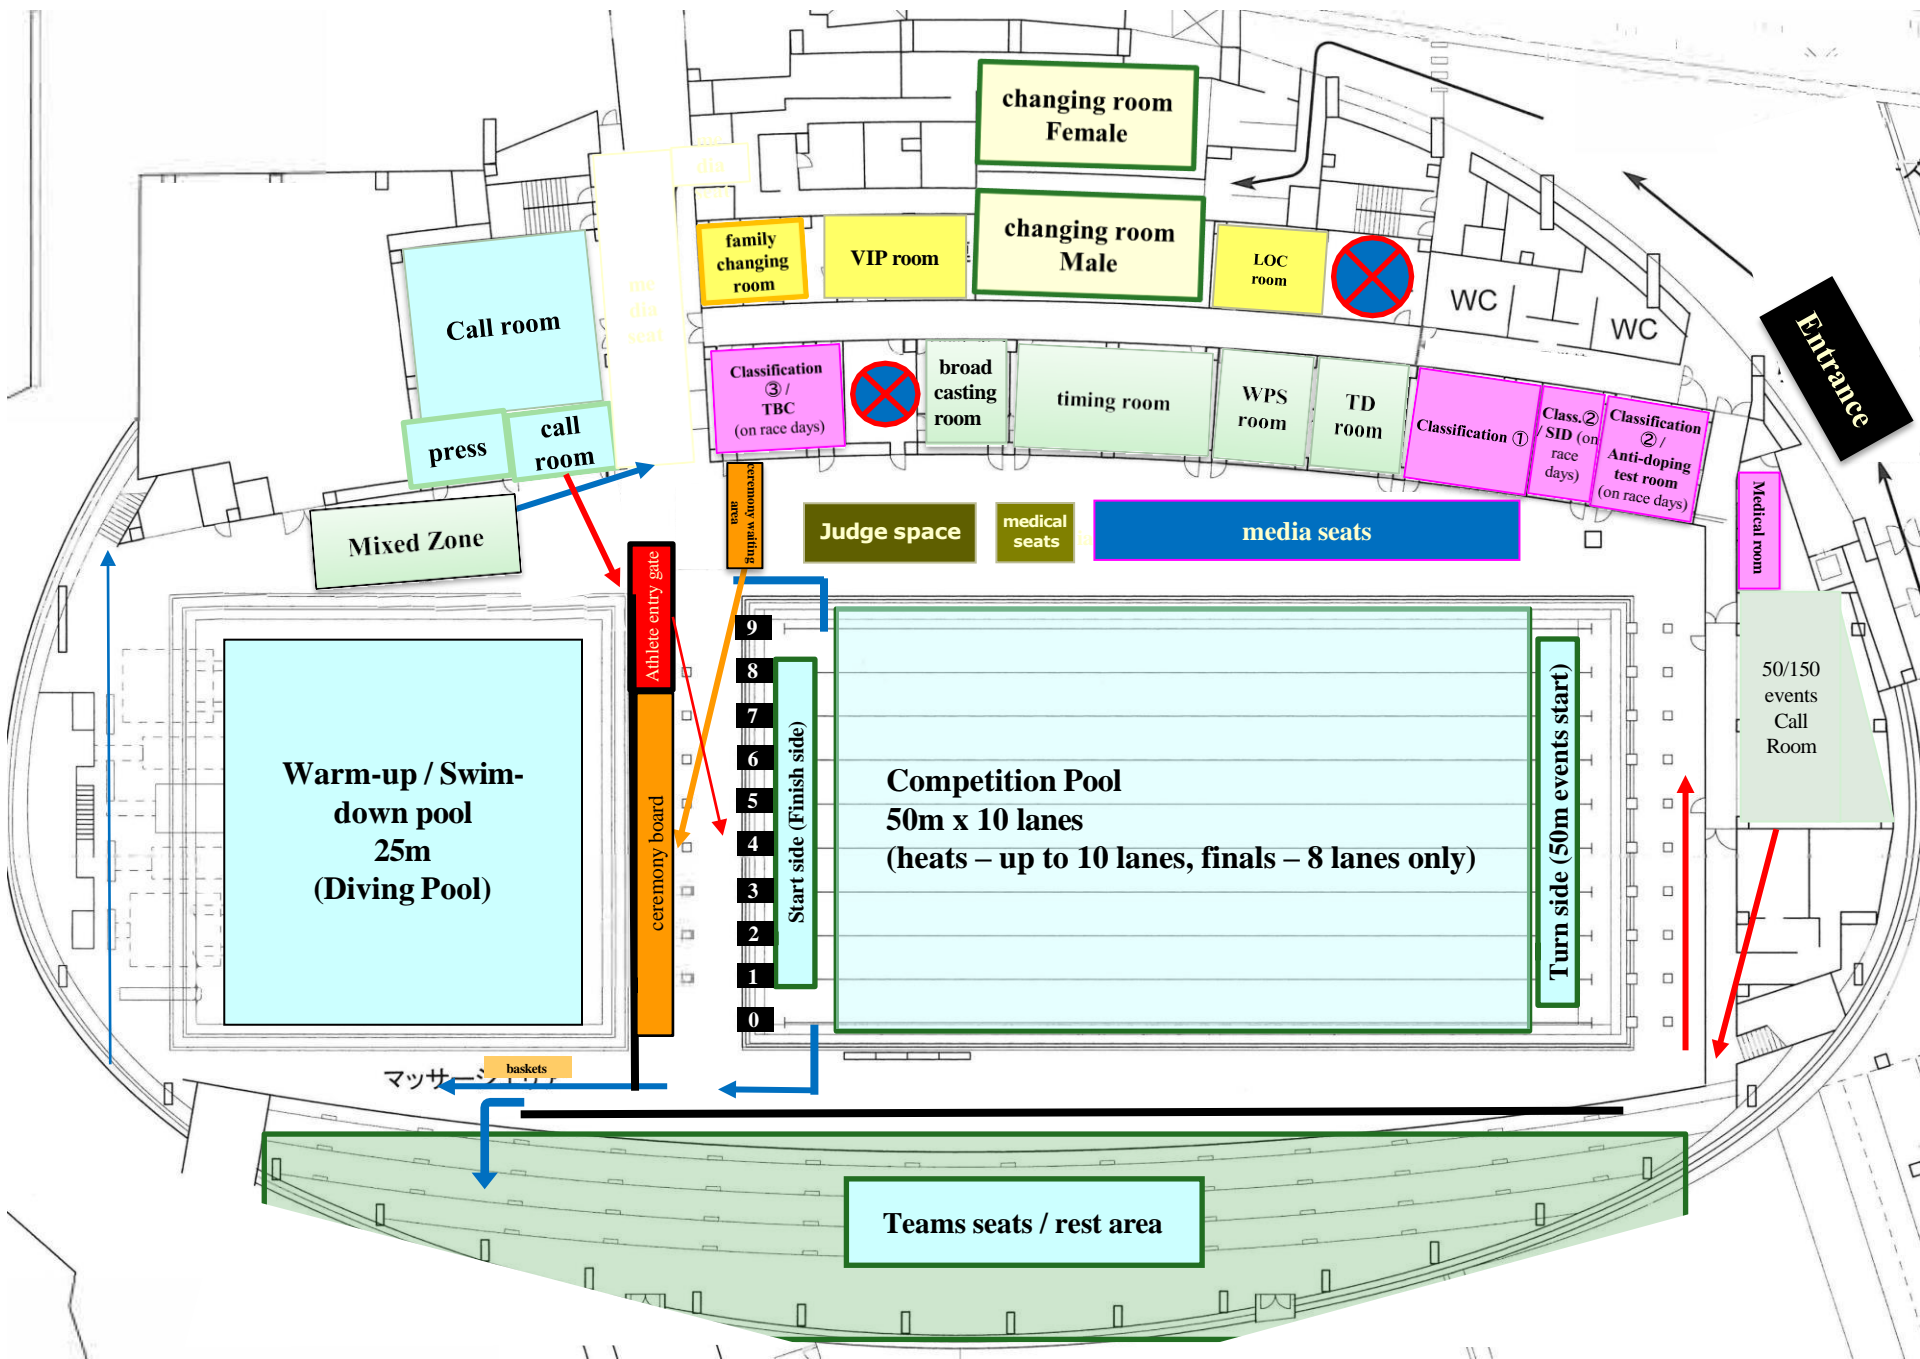 changing room
Female
changing room
Male
family
changing
room
VIP room
LOC
room
WC
WC
Entrance
Call room
me
dia
seat
press
call
room
Classification
③ /
TBC
(on race days)
broad
casting
room
timing room
WPS
room
TD
room
Classification ①
Class.②
/ SID (on
race
days)
Classification
② /
Anti-doping
test room
(on race days)
Medical room
Mixed Zone
ceremony waiting
area
Judge space
medical
seats
media seats
Athlete entry gate
ceremony board
9
8
7
6
5
4
3
2
1
0
Start side (Finish side)
Warm-up / Swim-
down pool
25m
(Diving Pool)
Competition Pool
50m x 10 lanes
(heats – up to 10 lanes, finals – 8 lanes only)
Turn side (50m events start)
50/150
events
Call
Room
baskets
Teams seats / rest area